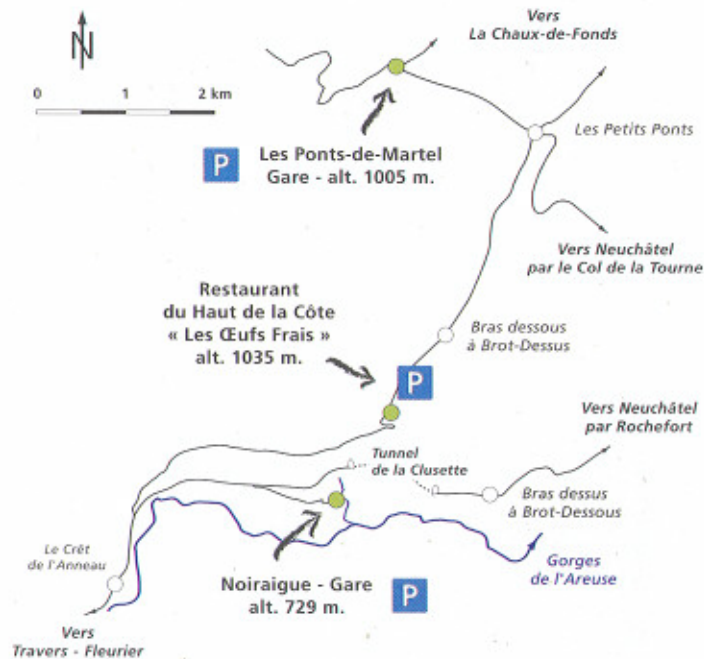 Vers
La Chaux-de-Fonds
N
0 1 2 km
Les Petits Ponts
P
Les Ponts-de-Martel
Gare - alt. 1005 m.
Vers Neuchâtel
par le Col de la Tourne
Restaurant
du Haut de la Côte
« Les Œufs Frais »
alt. 1035 m.
Bras dessous
à Brot-Dessus
P
Vers Neuchâtel
par Rochefort
Tunnel
de la Clusette
Bras dessus
à Brot-Dessous
Le Crêt
de l'Anneau
Gorges
de l'Areuse
Noiraigue - Gare
alt. 729 m.
P
Vers
Travers - Fleurier